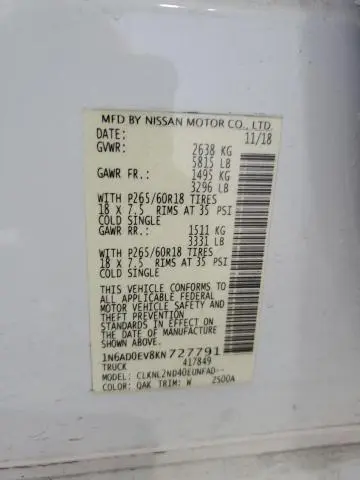 MFD BY NISSAN MOTOR CO., LTD.
DATE: 11/18
GVWR: 2638 KG
5815 LB
GAWR FR.: 1495 KG
3296 LB
WITH P265/60R18 TIRES
18 X 7.5 RIMS AT 35 PSI
COLD SINGLE
GAWR RR.: 1511 KG
3331 LB
WITH P265/60R18 TIRES
18 X 7.5 RIMS AT 35 PSI
COLD SINGLE
THIS VEHICLE CONFORMS TO
ALL APPLICABLE FEDERAL
MOTOR VEHICLE SAFETY AND
AND THEFT PREVENTION
STANDARDS IN EFFECT ON
THE DATE OF MANUFACTURE
SHOWN ABOVE.
1N6AD0EV8KN727791
TRUCK 417849
MODEL: CLKNL2ND40EUNFAD--
COLOR: QAK TRIM: W 2500A